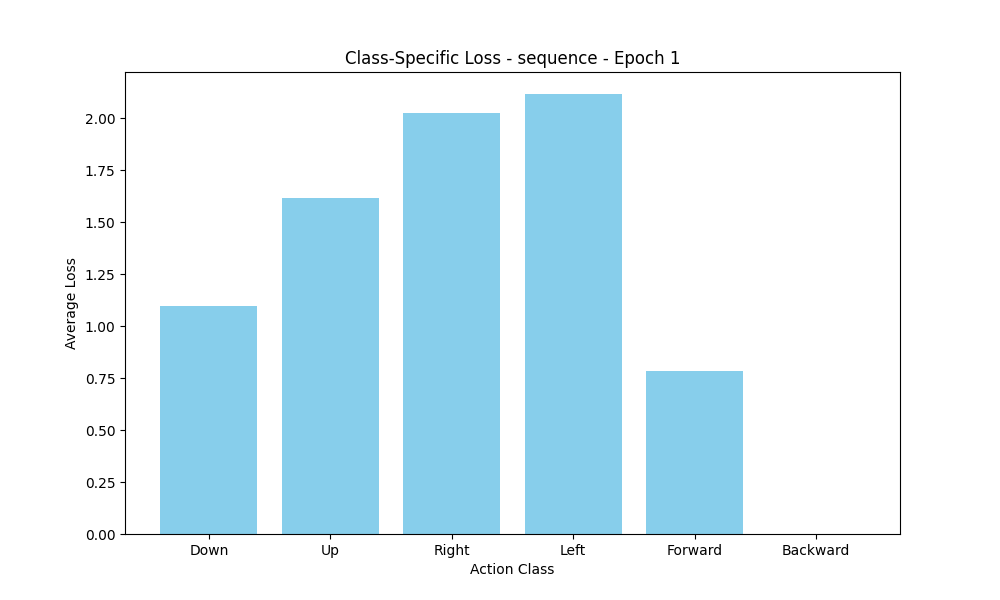 Class-Specific Loss - sequence - Epoch 1
2.00
1.75
1.50
1.25
1.00
0.75
0.50
0.25
0.00
Average Loss
Down Up Right Left Forward Backward
Action Class